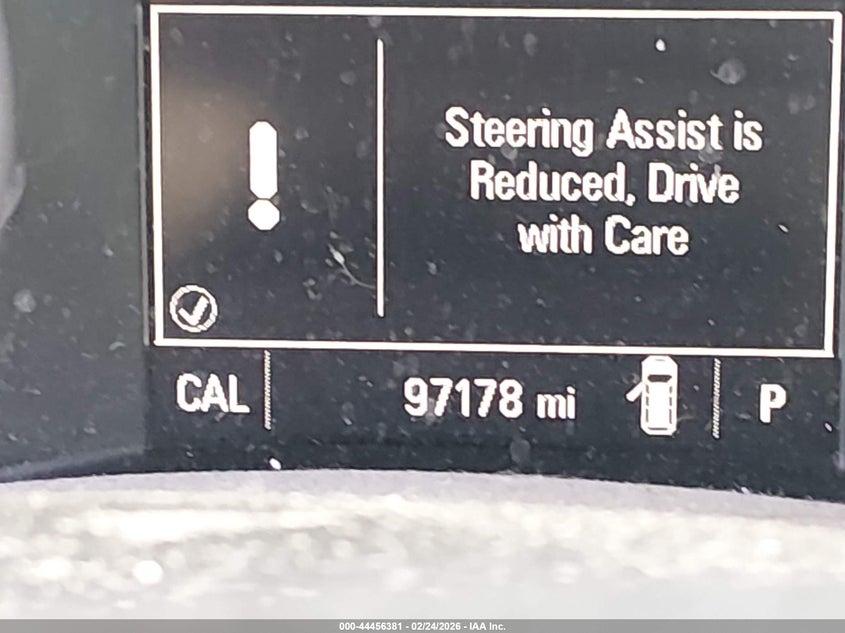 Steering Assist is
Reduced, Drive
with Care
CAL 97178 mi P
000-44456381 - 02/24/2026 - IAA Inc.